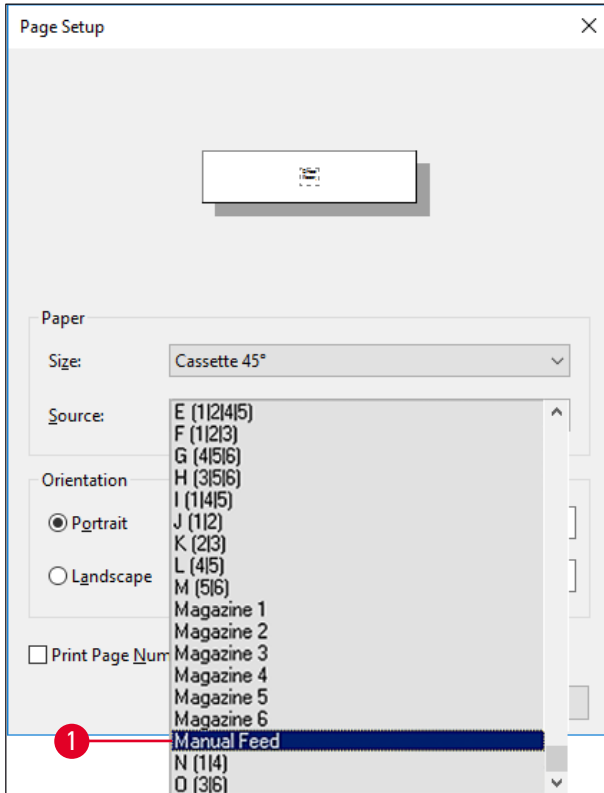 Page Setup
Paper
Size:
Cassette 45°
Source:
E (1|2|4|5)
F (1|2|3)
G (4|5|6)
H (3|5|6)
I (1|4|5)
J (1|2)
K (2|3)
L (4|5)
M (5|6)
Magazine 1
Magazine 2
Magazine 3
Magazine 4
Magazine 5
Magazine 6
Manual Feed
N (1|4)
O (3|6)
Orientation
Portrait
Landscape
Print Page Num
1